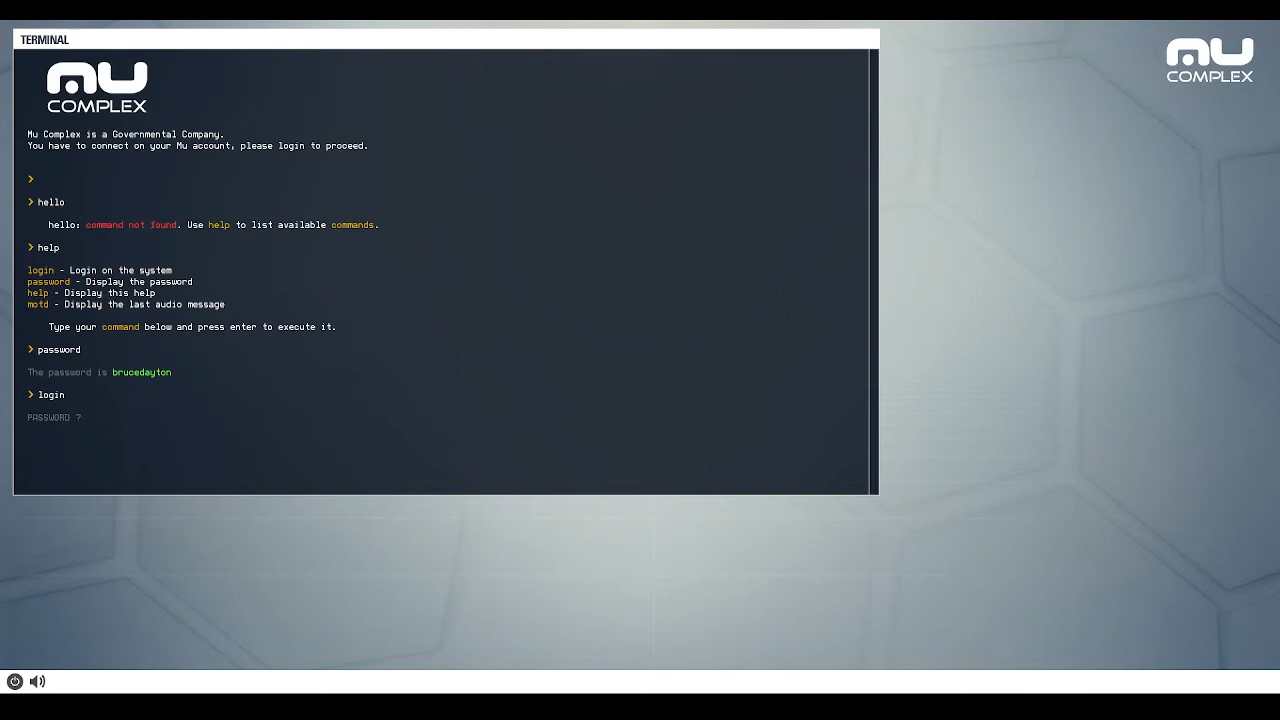 TERMINAL
MU
COMPLEX
MU
COMPLEX
Mu Complex is a Governmental Company.
You have to connect on your Mu account, please login to proceed.
>
> hello
hello: command not found. Use help to list available commands.
> help
login - Login on the system
password - Display the password
help - Display this help
motd - Display the last audio message
Type your command below and press enter to execute it.
> password
The password is brucedayton
> login
PASSWORD ?